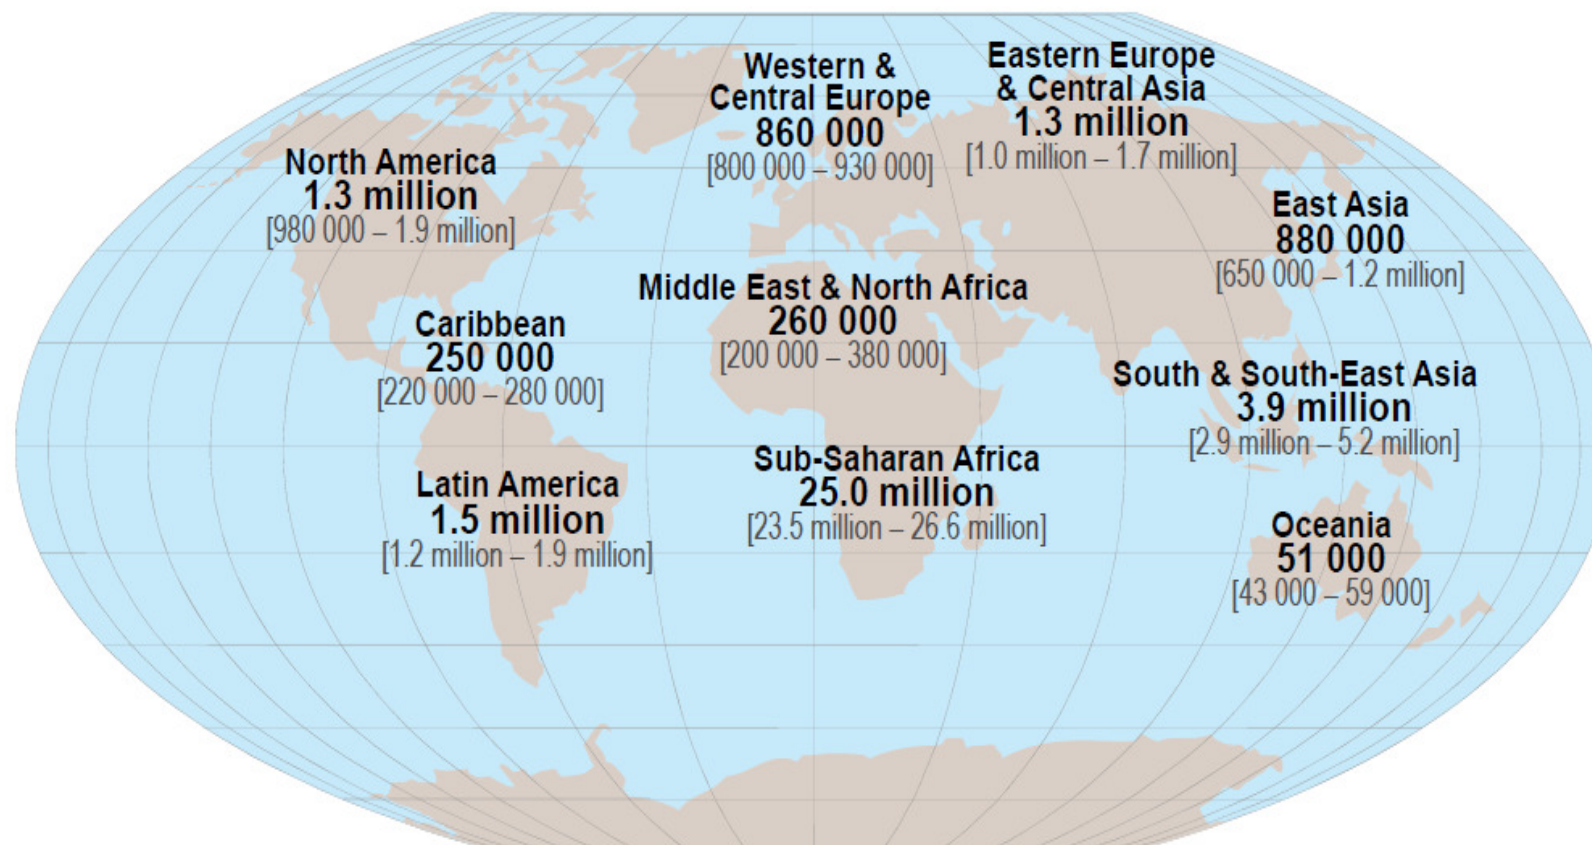 Western &
Central Europe
860 000
[800 000 – 930 000]
Eastern Europe
& Central Asia
1.3 million
[1.0 million – 1.7 million]
North America
1.3 million
[980 000 – 1.9 million]
East Asia
880 000
[650 000 – 1.2 million]
Middle East & North Africa
260 000
[200 000 – 380 000]
Caribbean
250 000
[220 000 – 280 000]
South & South-East Asia
3.9 million
[2.9 million – 5.2 million]
Sub-Saharan Africa
25.0 million
[23.5 million – 26.6 million]
Latin America
1.5 million
[1.2 million – 1.9 million]
Oceania
51 000
[43 000 – 59 000]